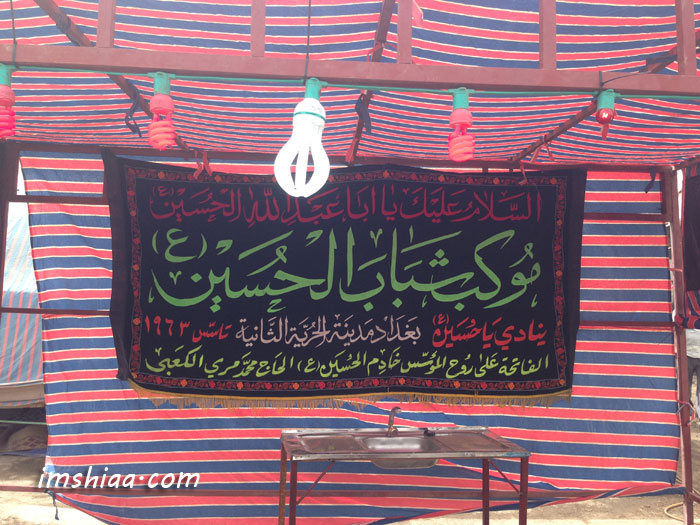 السلام عليك يا ابا عبد الله الحسين ع
موكب شباب الحسين (ع)
ينادي يا حسين (ع) بغداد مدينة الحرية الثانية تاسس ١٩٦٣
الفاتحة على روح المؤسس خادم الحسين (ع) الحاج محمد مري الكعبي
imshiaa.com